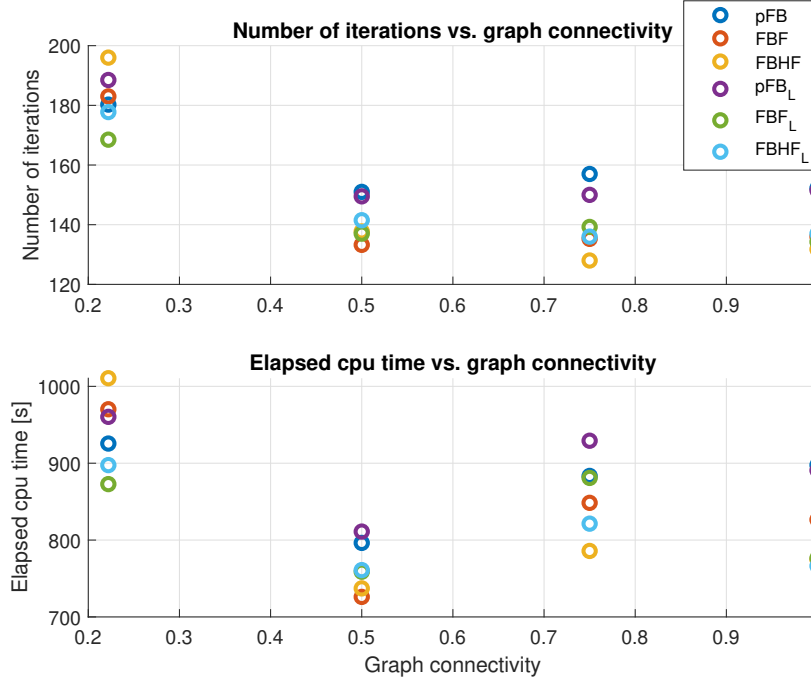 Number of iterations vs. graph connectivity
pFB
FBF
FBHF
pFB_L
FBF_L
FBHF_L
Number of iterations
200
180
160
140
120
0.2 0.3 0.4 0.5 0.6 0.7 0.8 0.9
Elapsed cpu time vs. graph connectivity
Elapsed cpu time [s]
1000
900
800
700
0.2 0.3 0.4 0.5 0.6 0.7 0.8 0.9
Graph connectivity